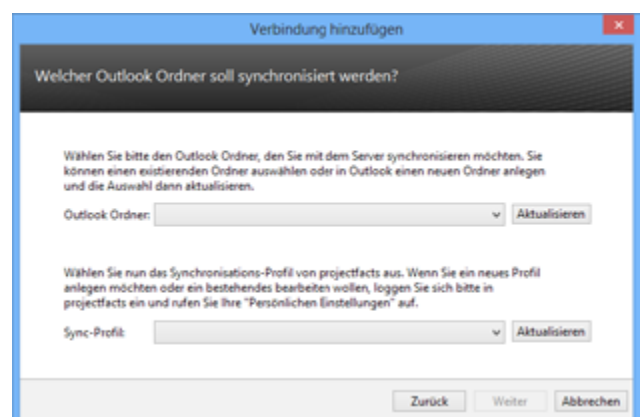 Verbindung hinzufügen
Welcher Outlook Ordner soll synchronisiert werden?
Wählen Sie bitte den Outlook Ordner, den Sie mit dem Server synchronisieren möchten. Sie
können einen existierenden Ordner auswählen oder in Outlook einen neuen Ordner anlegen
und die Auswahl dann aktualisieren.
Outlook Ordner: Aktualisieren
Wählen Sie nun das Synchronisations-Profil von projectfacts aus. Wenn Sie ein neues Profil
anlegen möchten oder ein bestehendes bearbeiten wollen, loggen Sie sich bitte in
projectfacts ein und rufen Sie Ihre "Persönlichen Einstellungen" auf.
Sync-Profil: Aktualisieren
Zurück Weiter Abbrechen